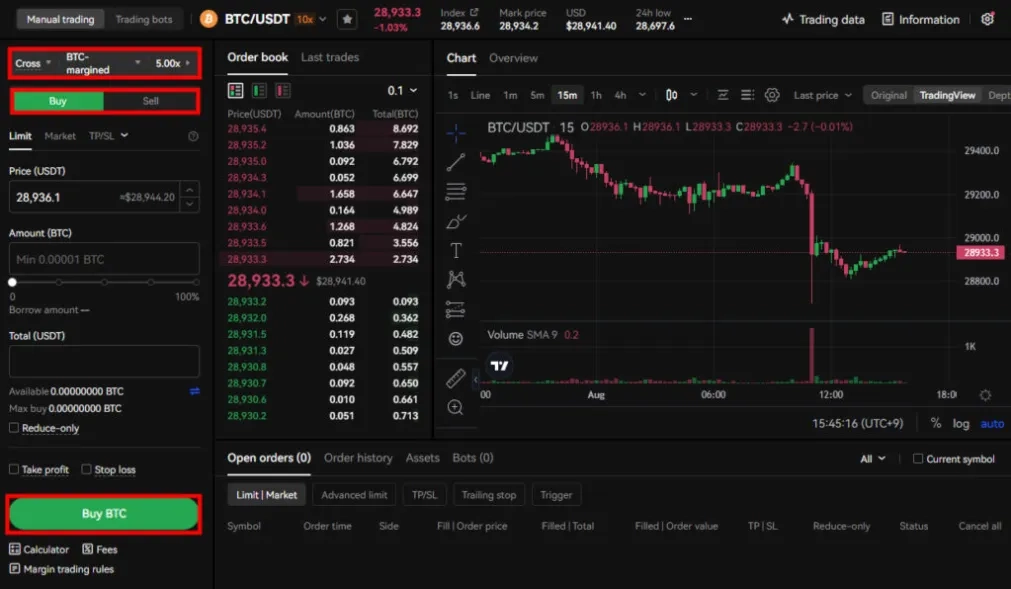 Manual trading Trading bots BTC/USDT 10x 28,933.3 -1.03% Index 28,936.6 Mark price 28,934.2 USD $28,941.40 24h low 28,697.6 Trading data Information
Cross BTC-margined 5.00x
Buy Sell
Limit Market TP/SL
Price (USDT)
28,936.1 ≈$28,944.20
Amount (BTC)
Min 0.00001 BTC
0 100%
Borrow amount --
Total (USDT)
Available 0.00000000 BTC
Max buy 0.00000000 BTC
Reduce-only
Take profit Stop loss
Buy BTC
Calculator Fees
Margin trading rules
Order book Last trades
0.1
Price(USDT) Amount(BTC) Total(BTC)
28,935.4 0.863 8.692
28,935.2 1.036 7.829
28,935.0 0.092 6.792
28,934.3 0.052 6.699
28,934.1 1.658 6.647
28,934.0 0.164 4.989
28,933.6 1.268 4.824
28,933.5 0.821 3.556
28,933.3 2.734 2.734
28,933.3 ↓ $28,941.40
28,933.2 0.093 0.093
28,932.0 0.268 0.362
28,931.5 0.119 0.482
28,931.3 0.027 0.509
28,930.8 0.048 0.557
28,930.7 0.092 0.650
28,930.6 0.010 0.661
28,930.2 0.051 0.713
Chart Overview
1s Line 1m 5m 15m 1h 4h Last price Original TradingView Dept
BTC/USDT · 15 O28936.1 H28936.1 L28933.3 C28933.3 -2.7 (-0.01%)
29400.0
29200.0
29000.0
28933.3
28800.0
Volume SMA 9 0.2
1K
00 Aug 06:00 12:00 18:0
15:45:16 (UTC+9) % log auto
Open orders (0) Order history Assets Bots (0) All Current symbol
Limit | Market Advanced limit TP/SL Trailing stop Trigger
Symbol Order time Side Fill | Order price Filled | Total Filled | Order value TP | SL Reduce-only Status Cancel all